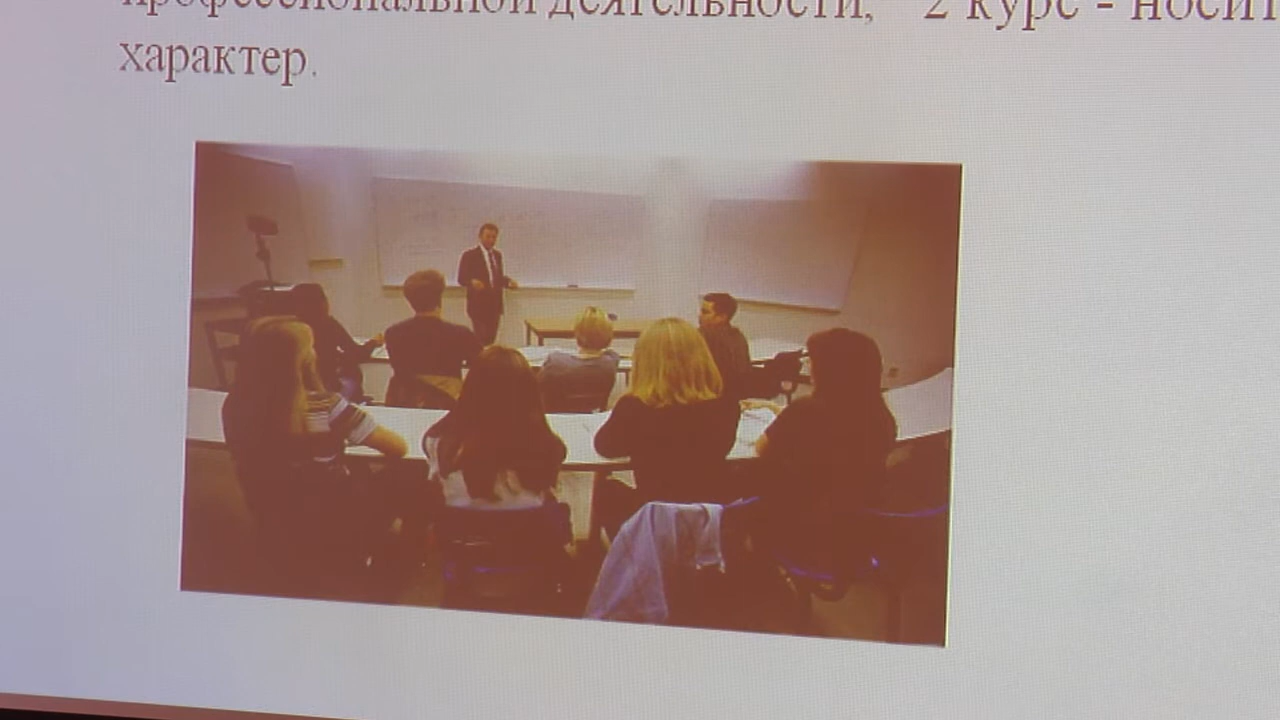 профессиональной деятельности, 2 курс - носит
характер.